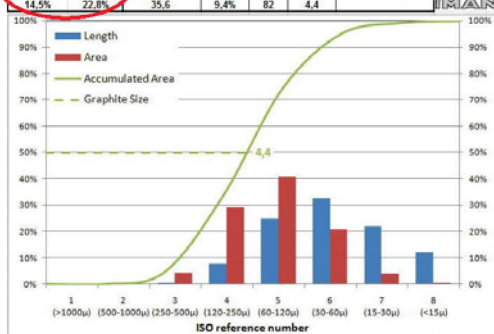 14,5% 22,8% 35,6 9,4% 82 4,4
IMAN
100% 100%
90% 90%
80% 80%
70% 70%
60% 60%
50% 50%
40% 40%
30% 30%
20% 20%
10% 10%
0% 0%
Length
Area
Accumulated Area
Graphite Size
4,4
1 2 3 4 5 6 7 8
(>1000µ) (500-1000µ) (250-500µ) (120-250µ) (60-120µ) (30-60µ) (15-30µ) (<15µ)
ISO reference number